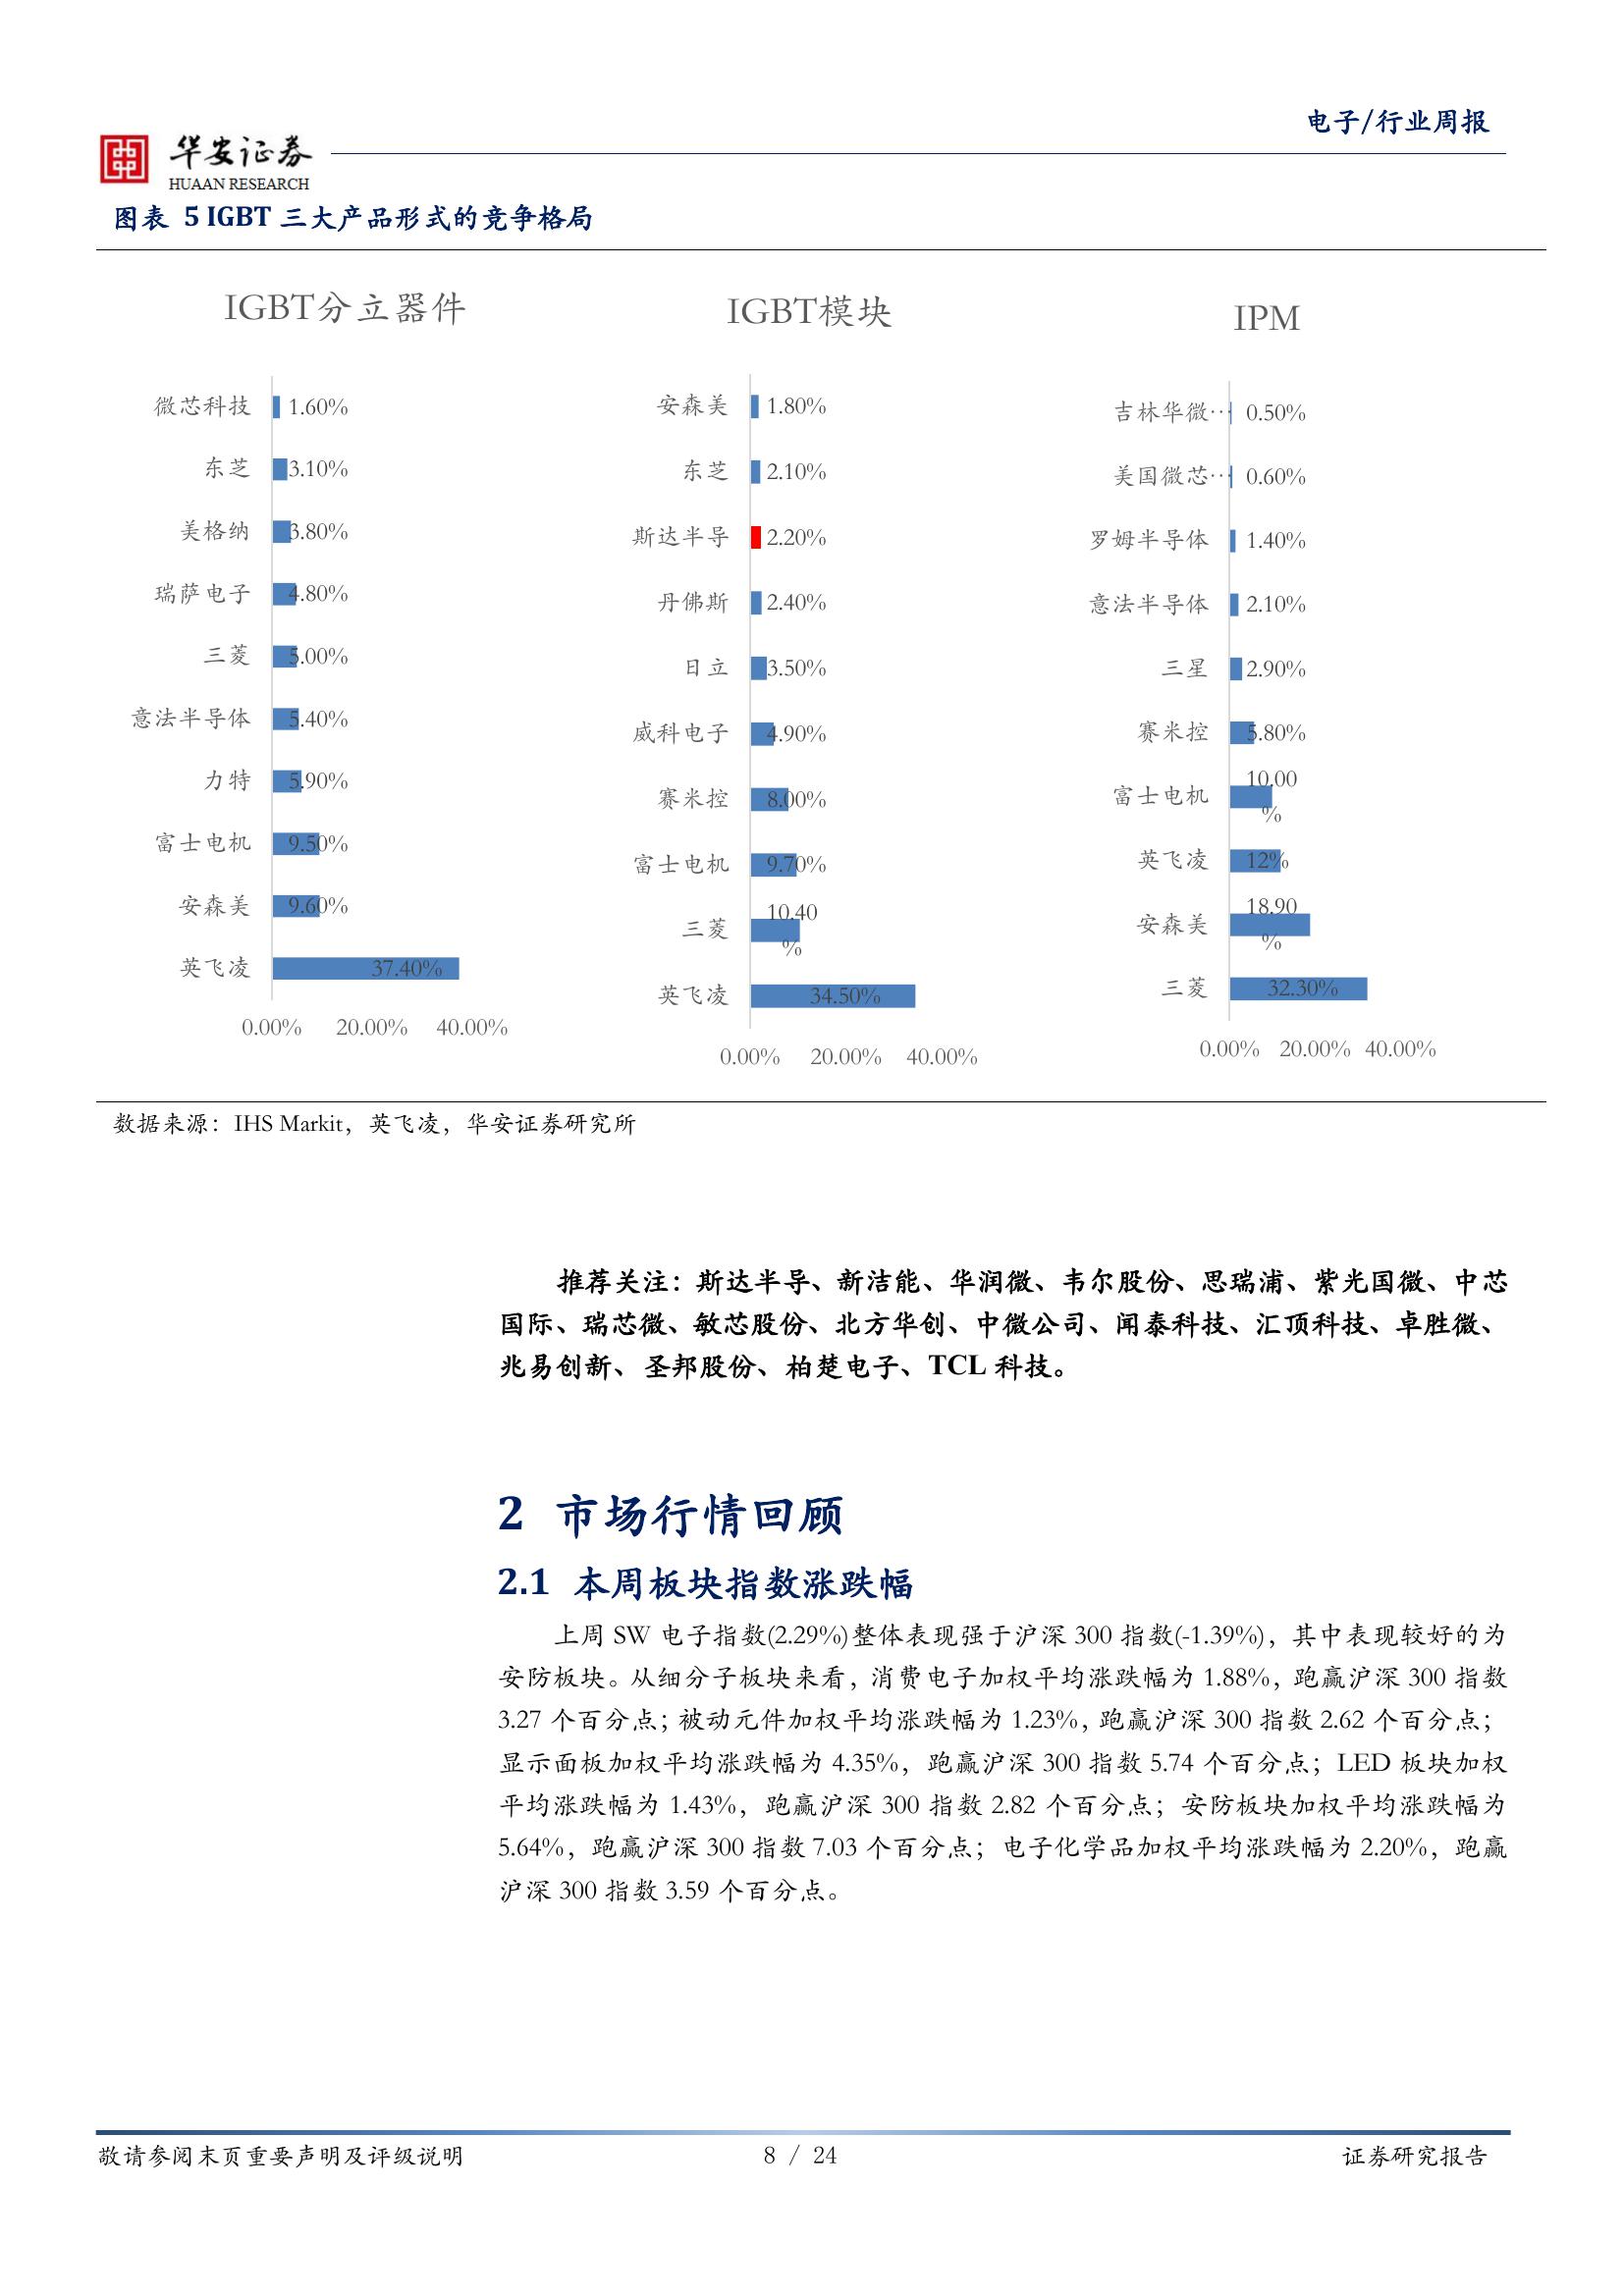 电子/行业周报
华安证券
HUAAN RESEARCH
图表 5 IGBT 三大产品形式的竞争格局
IGBT分立器件
微芯科技 1.60%
东芝 3.10%
美格纳 3.80%
瑞萨电子 4.80%
三菱 5.00%
意法半导体 5.40%
力特 5.90%
富士电机 9.50%
安森美 9.60%
英飞凌 37.40%
0.00% 20.00% 40.00%
IGBT模块
安森美 1.80%
东芝 2.10%
斯达半导 2.20%
丹佛斯 2.40%
日立 3.50%
威科电子 4.90%
赛米控 8.00%
富士电机 9.70%
三菱 10.40%
英飞凌 34.50%
0.00% 20.00% 40.00%
IPM
吉林华微… 0.50%
美国微芯… 0.60%
罗姆半导体 1.40%
意法半导体 2.10%
三星 2.90%
赛米控 5.80%
富士电机 10.00%
英飞凌 12%
安森美 18.90%
三菱 32.30%
0.00% 20.00% 40.00%
数据来源：IHS Markit，英飞凌，华安证券研究所
推荐关注：斯达半导、新洁能、华润微、韦尔股份、思瑞浦、紫光国微、中芯
国际、瑞芯微、敏芯股份、北方华创、中微公司、闻泰科技、汇顶科技、卓胜微、
兆易创新、圣邦股份、柏楚电子、TCL 科技。
2 市场行情回顾
2.1 本周板块指数涨跌幅
上周 SW 电子指数(2.29%)整体表现强于沪深 300 指数(-1.39%)，其中表现较好的为
安防板块。从细分子板块来看，消费电子加权平均涨跌幅为 1.88%，跑赢沪深 300 指数
3.27 个百分点；被动元件加权平均涨跌幅为 1.23%，跑赢沪深 300 指数 2.62 个百分点；
显示面板加权平均涨跌幅为 4.35%，跑赢沪深 300 指数 5.74 个百分点；LED 板块加权
平均涨跌幅为 1.43%，跑赢沪深 300 指数 2.82 个百分点；安防板块加权平均涨跌幅为
5.64%，跑赢沪深 300 指数 7.03 个百分点；电子化学品加权平均涨跌幅为 2.20%，跑赢
沪深 300 指数 3.59 个百分点。
敬请参阅末页重要声明及评级说明 8 / 24 证券研究报告